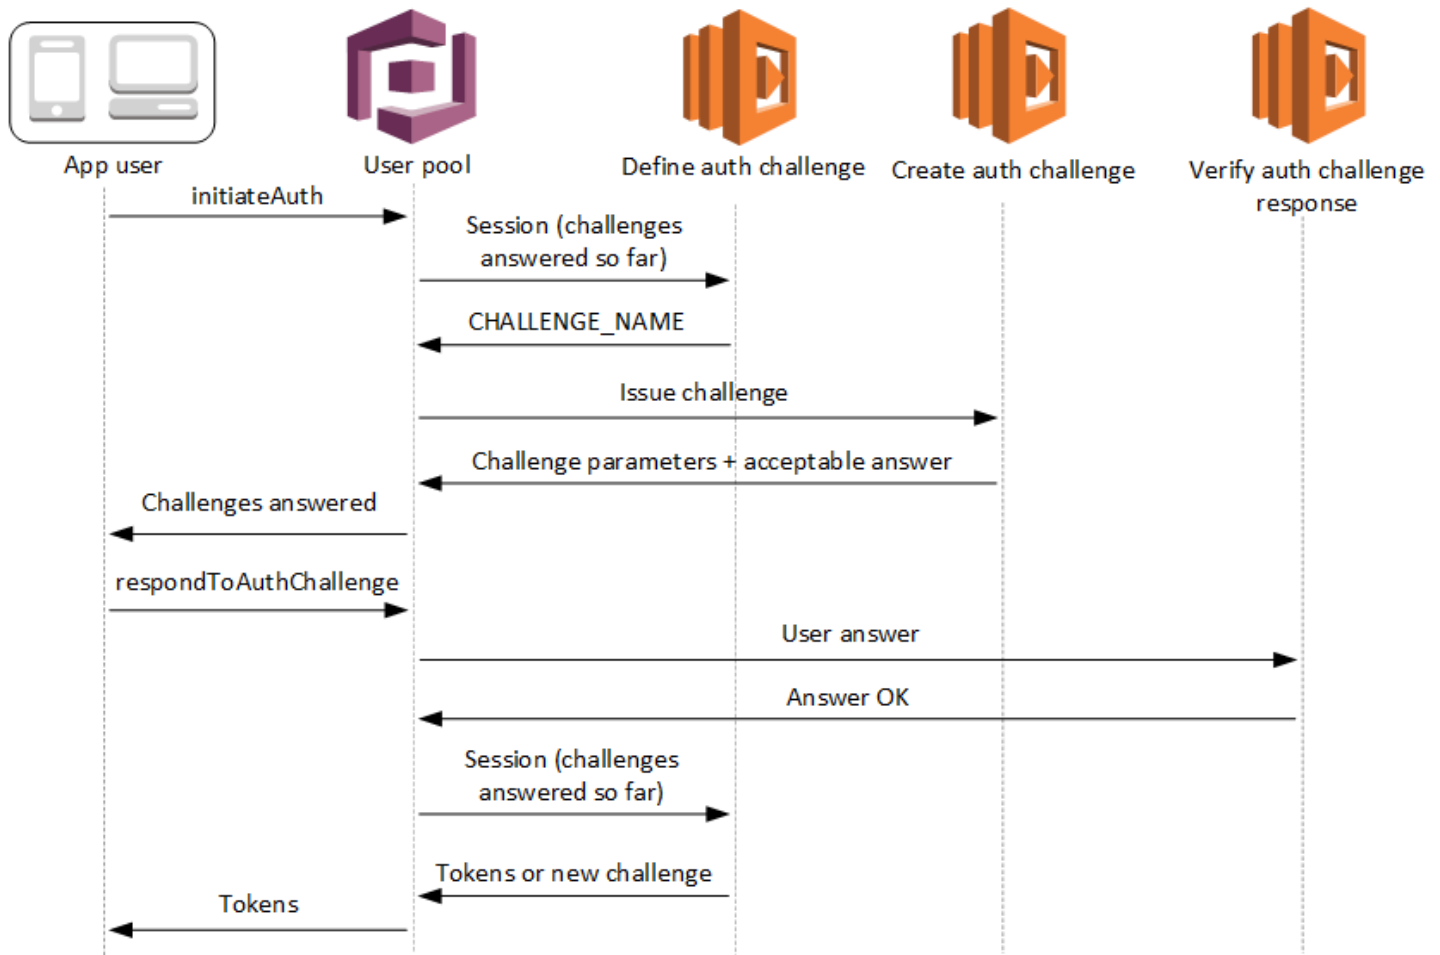 App user
User pool
Define auth challenge
Create auth challenge
Verify auth challenge
response
initiateAuth
Session (challenges
answered so far)
CHALLENGE_NAME
Issue challenge
Challenge parameters + acceptable answer
Challenges answered
respondToAuthChallenge
User answer
Answer OK
Session (challenges
answered so far)
Tokens or new challenge
Tokens